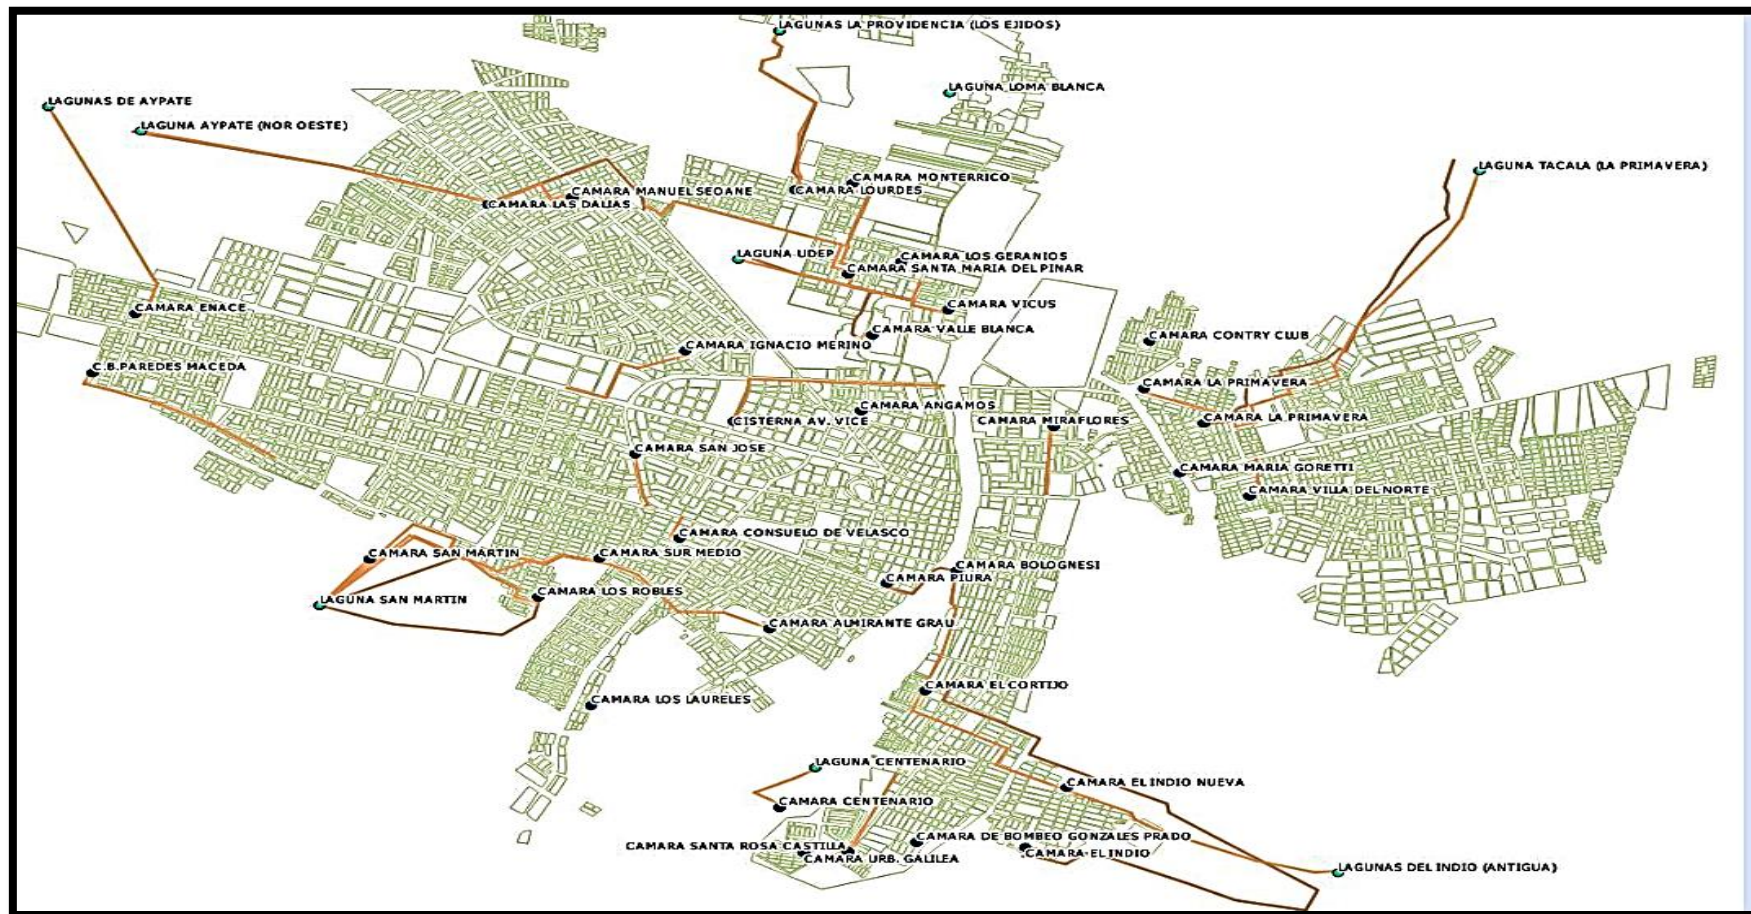 LAGUNAS LA PROVIDENCIA (LOS EJIDOS)
LAGUNA LOMA BLANCA
LAGUNAS DE AYPATE
LAGUNA AYPATE (NOR OESTE)
LAGUNA TACALA (LA PRIMAVERA)
CAMARA MONTERRICO
CAMARA MANUEL SEOANE
CAMARA LOURDES
CAMARA LAS DALIAS
LAGUNA UDEP
CAMARA LOS GERANIOS
CAMARA SANTA MARIA DEL PINAR
CAMARA ENACE
CAMARA VICUS
CAMARA VALLE BLANCA
CAMARA CONTRY CLUB
CAMARA IGNACIO MERINO
C.B.PAREDES MACEDA
CAMARA LA PRIMAVERA
CAMARA ANGAMOS
CISTERNA AV. VICE
CAMARA MIRAFLORES
CAMARA LA PRIMAVERA
CAMARA SAN JOSE
CAMARA MARIA GORETTI
CAMARA VILLA DEL NORTE
CAMARA CONSUELO DE VELASCO
CAMARA SAN MARTIN
CAMARA SUR MEDIO
CAMARA BOLOGNESI
CAMARA PIURA
CAMARA LOS ROBLES
LAGUNA SAN MARTIN
CAMARA ALMIRANTE GRAU
CAMARA EL CORTIJO
CAMARA LOS LAURELES
LAGUNA CENTENARIO
CAMARA EL INDIO NUEVA
CAMARA CENTENARIO
CAMARA DE BOMBEO GONZALES PRADO
CAMARA SANTA ROSA CASTILLA
CAMARA URB. GALILEA
CAMARA EL INDIO
LAGUNAS DEL INDIO (ANTIGUA)